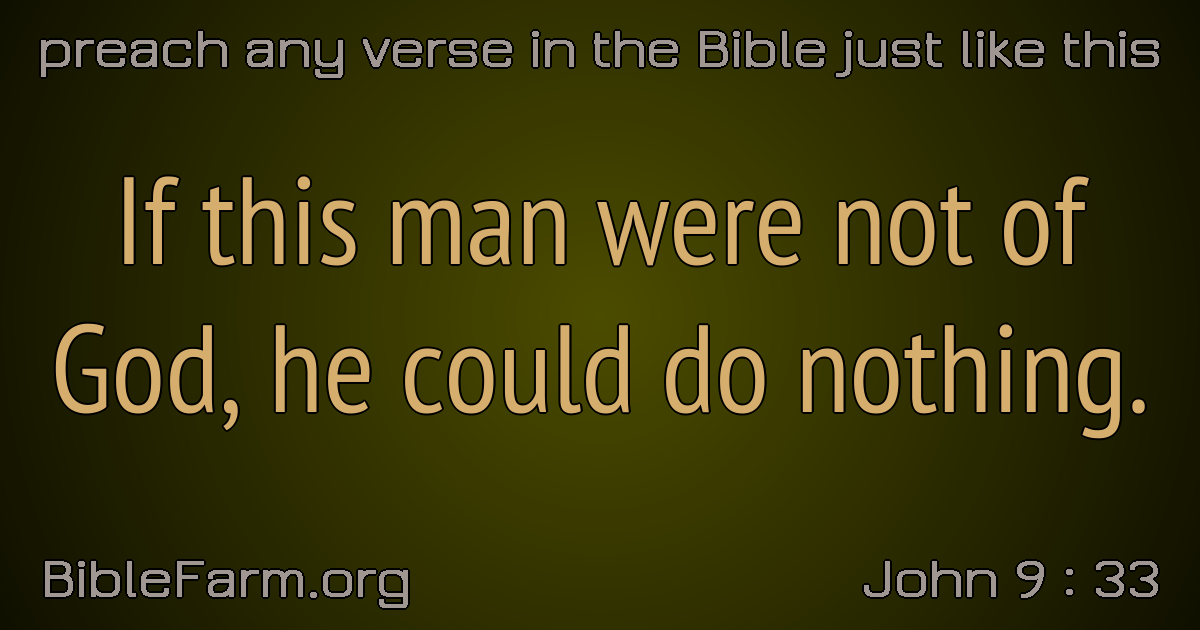 preach any verse in the Bible just like this
If this man were not of
God, he could do nothing.
BibleFarm.org
John 9 : 33